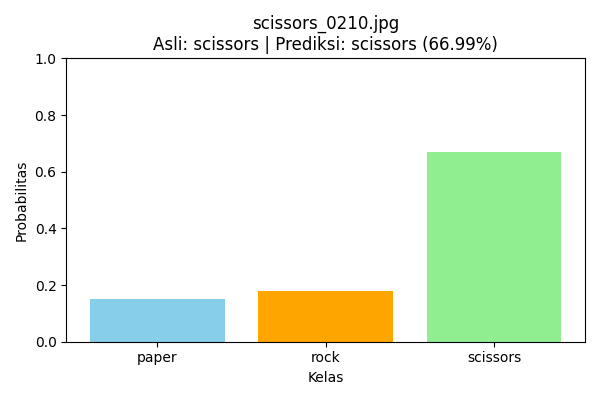 scissors_0210.jpg
Asli: scissors | Prediksi: scissors (66.99%)
1.0
0.8
0.6
0.4
0.2
0.0
Probabilitas
paper rock scissors
Kelas